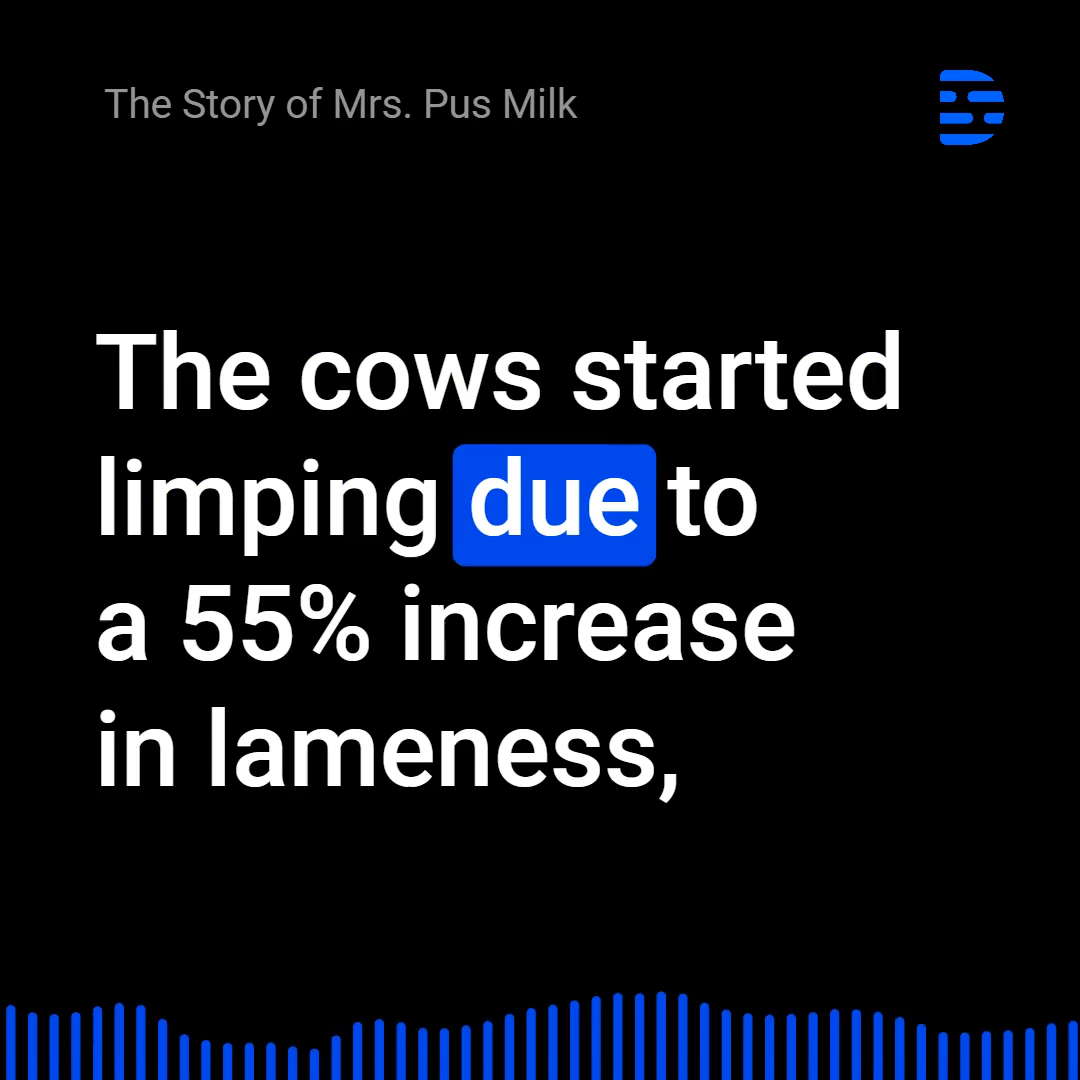 The Story of Mrs. Pus Milk
The cows started
limping due to
a 55% increase
in lameness,